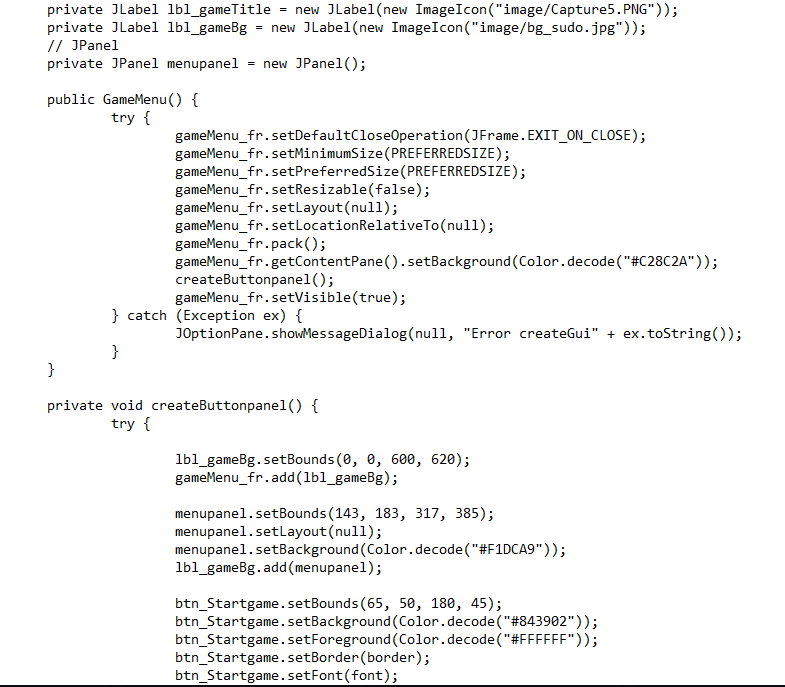 private JLabel lbl_gameTitle = new JLabel(new ImageIcon("image/Capture5.PNG"));
private JLabel lbl_gameBg = new JLabel(new ImageIcon("image/bg_sudo.jpg"));
// JPanel
private JPanel menupanel = new JPanel();
public GameMenu() {
try {
gameMenu_fr.setDefaultCloseOperation(JFrame.EXIT_ON_CLOSE);
gameMenu_fr.setMinimumSize(PREFERREDSIZE);
gameMenu_fr.setPreferredSize(PREFERREDSIZE);
gameMenu_fr.setResizable(false);
gameMenu_fr.setLayout(null);
gameMenu_fr.setLocationRelativeTo(null);
gameMenu_fr.pack();
gameMenu_fr.getContentPane().setBackground(Color.decode("#C28C2A"));
createButtonpanel();
gameMenu_fr.setVisible(true);
} catch (Exception ex) {
JOptionPane.showMessageDialog(null, "Error createGui" + ex.toString());
}
}
private void createButtonpanel() {
try {
lbl_gameBg.setBounds(0, 0, 600, 620);
gameMenu_fr.add(lbl_gameBg);
menupanel.setBounds(143, 183, 317, 385);
menupanel.setLayout(null);
menupanel.setBackground(Color.decode("#F1DCA9"));
lbl_gameBg.add(menupanel);
btn_Startgame.setBounds(65, 50, 180, 45);
btn_Startgame.setBackground(Color.decode("#843902"));
btn_Startgame.setForeground(Color.decode("#FFFFFF"));
btn_Startgame.setBorder(border);
btn_Startgame.setFont(font);